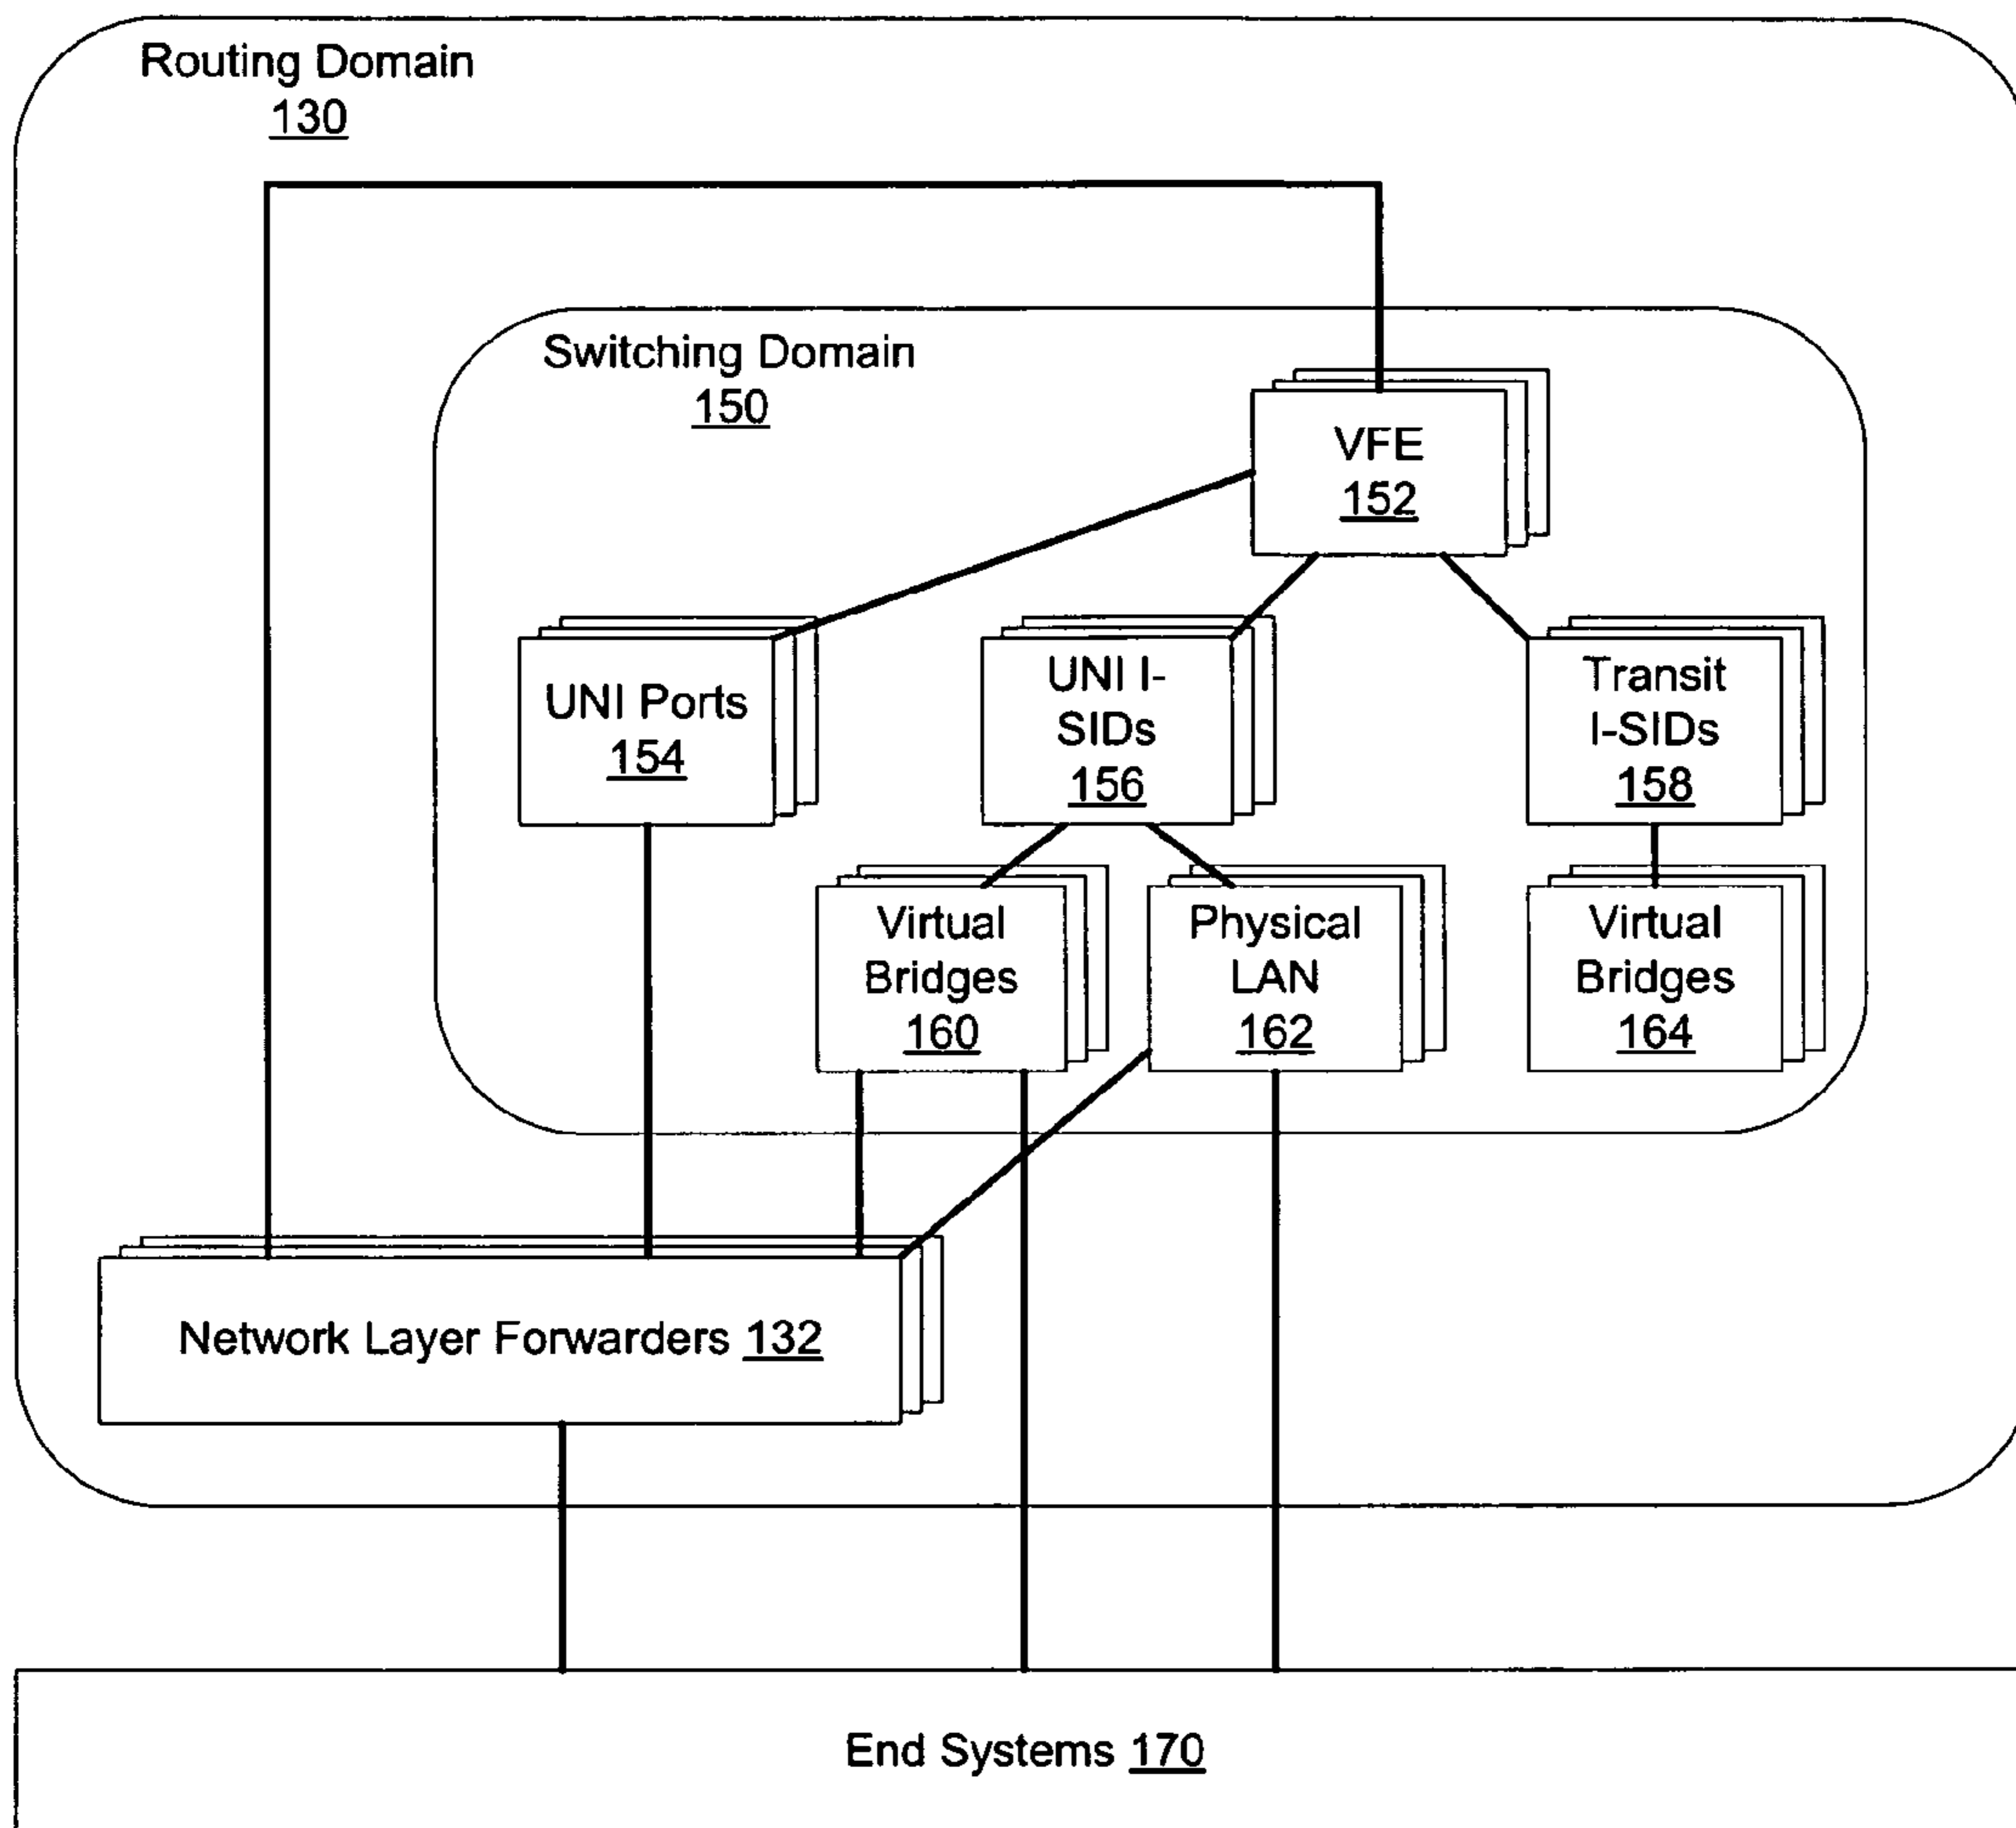 Routing Domain
130
Switching Domain
150
VFE
152
UNI Ports
154
UNI I-
SIDs
156
Transit
I-SIDs
158
Virtual
Bridges
160
Physical
LAN
162
Virtual
Bridges
164
Network Layer Forwarders 132
End Systems 170